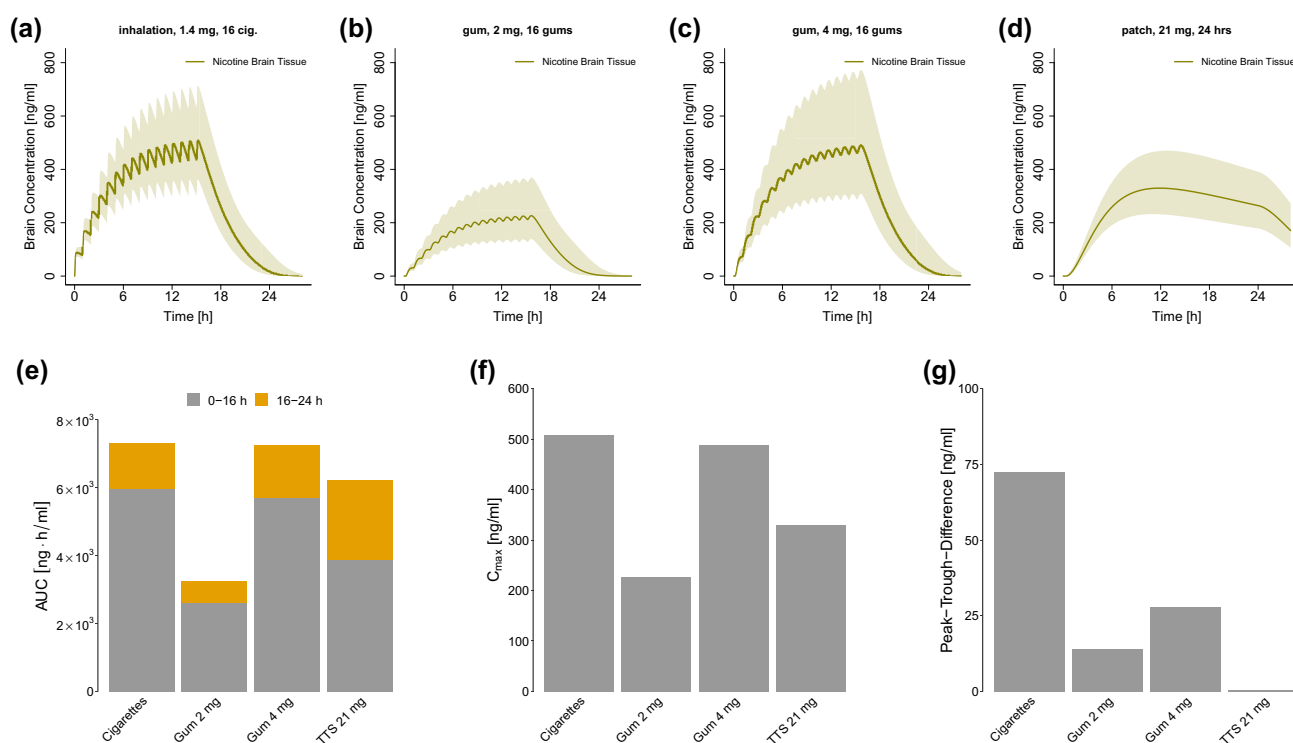 (a) inhalation, 1.4 mg, 16 cig.
Nicotine Brain Tissue
Brain Concentration [ng/ml]
800
600
400
200
0
0 6 12 18 24
Time [h]
(b) gum, 2 mg, 16 gums
Nicotine Brain Tissue
Brain Concentration [ng/ml]
800
600
400
200
0
0 6 12 18 24
Time [h]
(c) gum, 4 mg, 16 gums
Nicotine Brain Tissue
Brain Concentration [ng/ml]
800
600
400
200
0
0 6 12 18 24
Time [h]
(d) patch, 21 mg, 24 hrs
Nicotine Brain Tissue
Brain Concentration [ng/ml]
800
600
400
200
0
0 6 12 18 24
Time [h]
(e)
0−16 h 16−24 h
AUC [ng · h/ml]
8×10³
6×10³
4×10³
2×10³
0
Cigarettes Gum 2 mg Gum 4 mg TTS 21 mg
(f)
Cmax [ng/ml]
600
500
400
300
200
100
0
Cigarettes Gum 2 mg Gum 4 mg TTS 21 mg
(g)
Peak−Trough−Difference [ng/ml]
100
75
50
25
0
Cigarettes Gum 2 mg Gum 4 mg TTS 21 mg